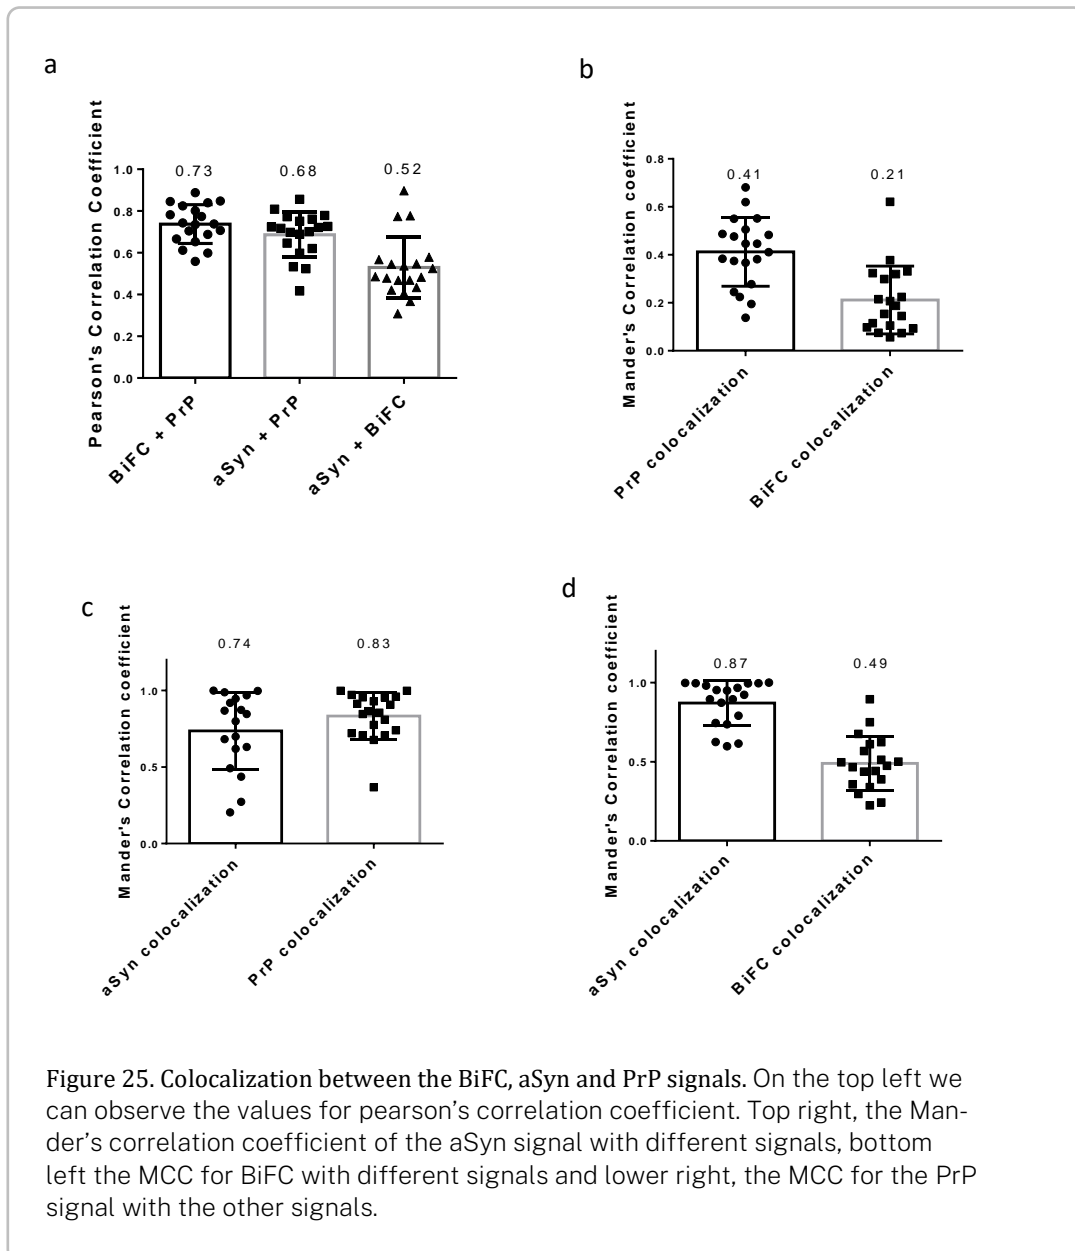 a
Pearson's Correlation Coefficient
1.0
0.8
0.6
0.4
0.2
0.0
0.73
0.68
0.52
BiFC + PrP
aSyn + PrP
aSyn + BiFC
b
Mander's Correlation coefficient
0.8
0.6
0.4
0.2
0.0
0.41
0.21
PrP colocalization
BiFC colocalization
c
Mander's Correlation coefficient
1.0
0.5
0.0
0.74
0.83
aSyn colocalization
PrP colocalization
d
Mander's Correlation coefficient
1.0
0.5
0.0
0.87
0.49
aSyn colocalization
BiFC colocalization
Figure 25. Colocalization between the BiFC, aSyn and PrP signals. On the top left we
can observe the values for pearson's correlation coefficient. Top right, the Man-
der's correlation coefficient of the aSyn signal with different signals, bottom
left the MCC for BiFC with different signals and lower right, the MCC for the PrP
signal with the other signals.